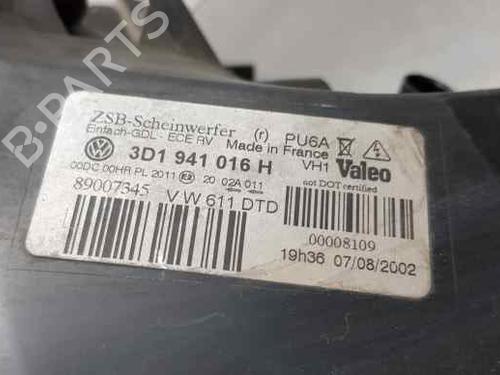 B-PARTS
ZSB-Scheinwerfer (r) PU6A
Einfach-GDL ECE RV Made in France
3D1 941 016 H VH1 Valeo
00DC 00HR PL 2011 E2 20 02A 011 not DOT certified
89007345 VW 611 DTD
00008109
19h36 07/08/2002